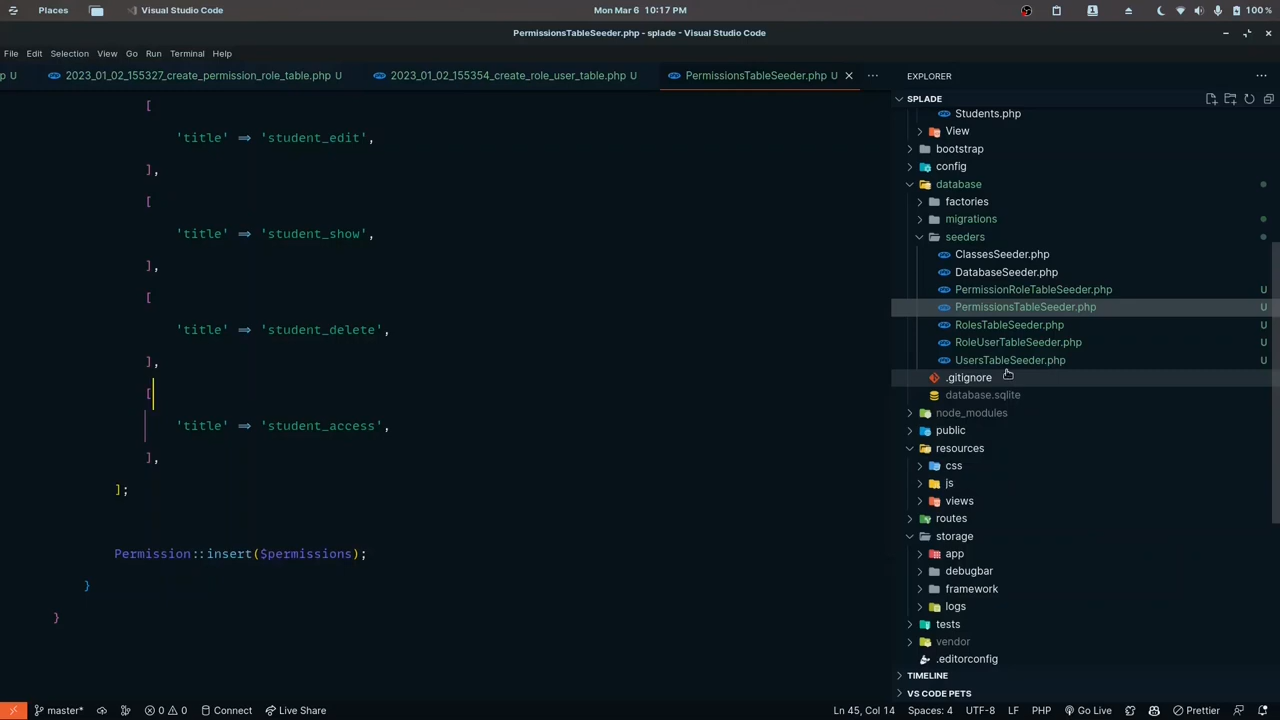 Places
Visual Studio Code
Mon Mar 6 10:17 PM
1
100 %
PermissionsTableSeeder.php - splade - Visual Studio Code
File Edit Selection View Go Run Terminal Help
p U
2023_01_02_155327_create_permission_role_table.php U
2023_01_02_155354_create_role_user_table.php U
PermissionsTableSeeder.php U
[
'title' => 'student_edit',
],
[
'title' => 'student_show',
],
[
'title' => 'student_delete',
],
[
'title' => 'student_access',
],
];
Permission::insert($permissions);
}
}
EXPLORER
SPLADE
Students.php
View
bootstrap
config
database
factories
migrations
seeders
ClassesSeeder.php
DatabaseSeeder.php
PermissionRoleTableSeeder.php U
PermissionsTableSeeder.php U
RolesTableSeeder.php U
RoleUserTableSeeder.php U
UsersTableSeeder.php U
.gitignore
database.sqlite
node_modules
public
resources
css
js
views
routes
storage
app
debugbar
framework
logs
tests
vendor
.editorconfig
TIMELINE
VS CODE PETS
master*
0 0
Connect
Live Share
Ln 45, Col 14
Spaces: 4
UTF-8
LF
PHP
Go Live
Prettier